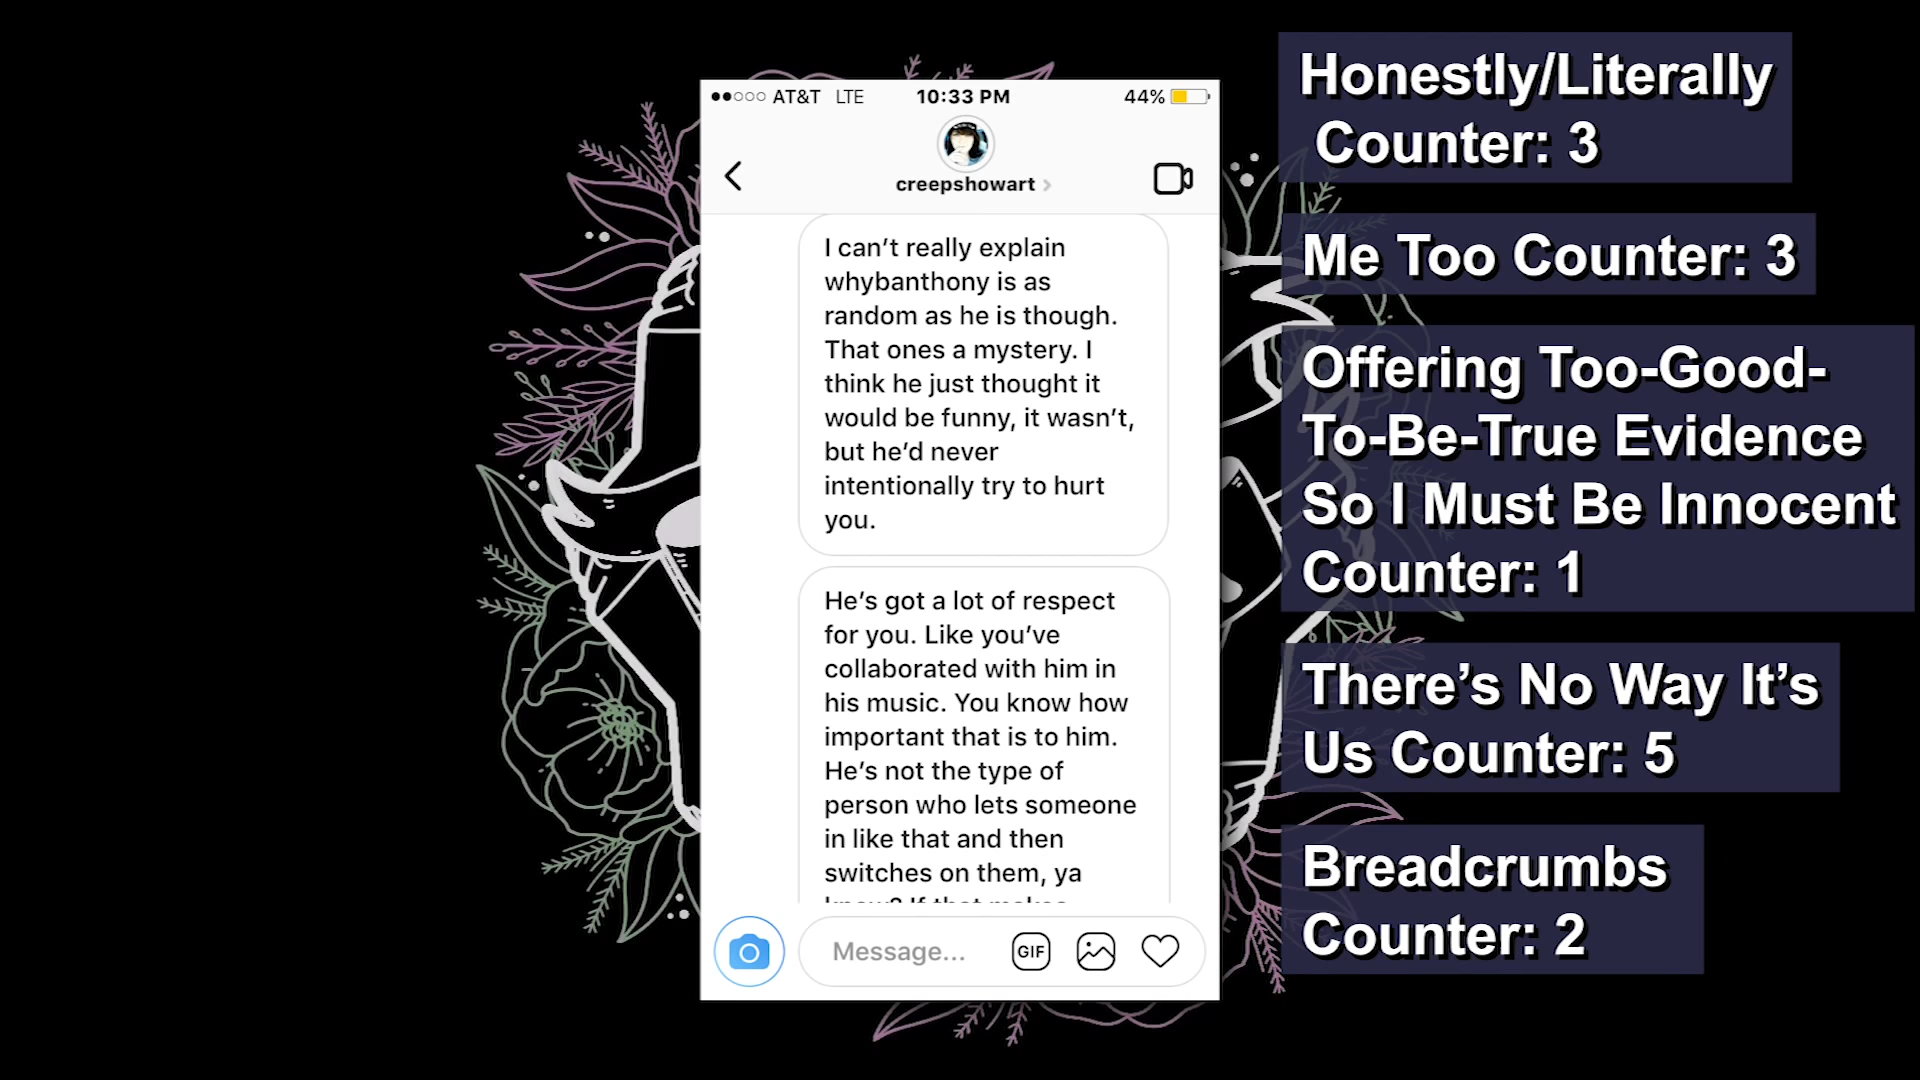 AT&T LTE 10:33 PM 44%
creepshowart
I can’t really explain
whybanthony is as
random as he is though.
That ones a mystery. I
think he just thought it
would be funny, it wasn’t,
but he’d never
intentionally try to hurt
you.
He’s got a lot of respect
for you. Like you’ve
collaborated with him in
his music. You know how
important that is to him.
He’s not the type of
person who lets someone
in like that and then
switches on them, ya
know? If that makes
Message...
GIF
Honestly/Literally
Counter: 3
Me Too Counter: 3
Offering Too-Good-
To-Be-True Evidence
So I Must Be Innocent
Counter: 1
There’s No Way It’s
Us Counter: 5
Breadcrumbs
Counter: 2